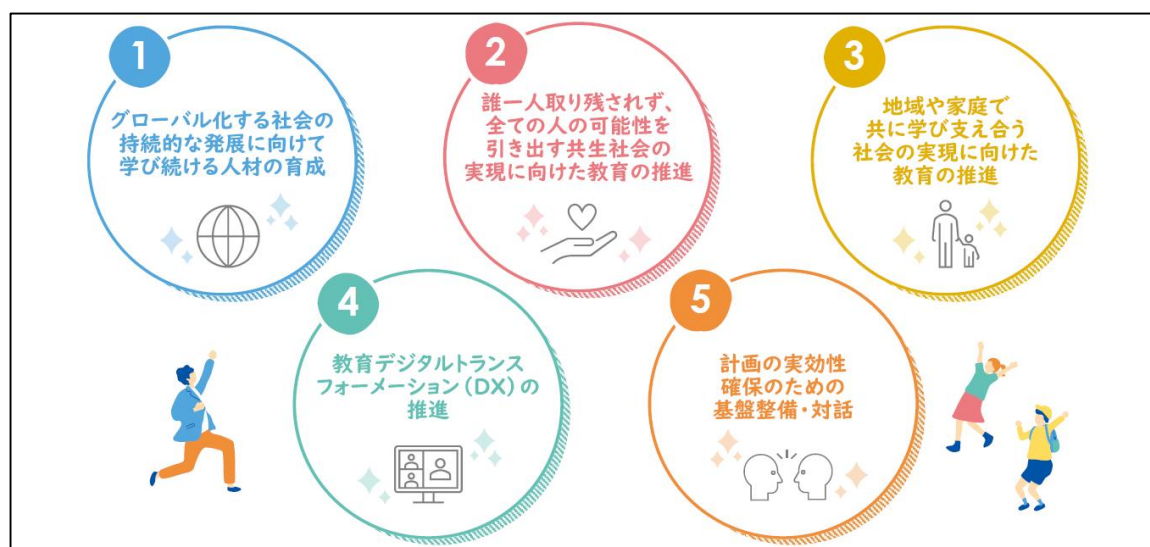 1
グローバル化する社会の
持続的な発展に向けて
学び続ける人材の育成
2
誰一人取り残されず、
全ての人の可能性を
引き出す共生社会の
実現に向けた教育の推進
3
地域や家庭で
共に学び支え合う
社会の実現に向けた
教育の推進
4
教育デジタルトランス
フォーメーション(DX)の
推進
5
計画の実効性
確保のための
基盤整備・対話